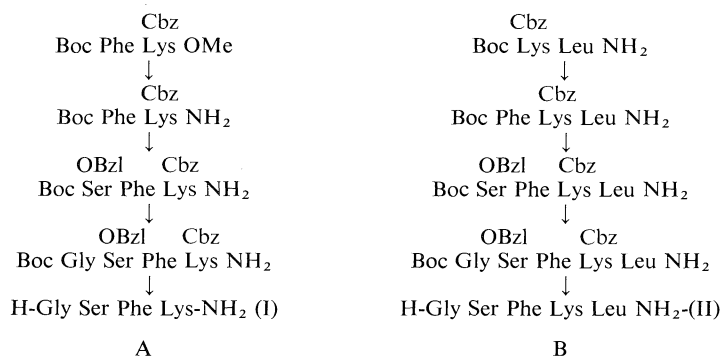 Cbz
Boc Phe Lys OMe
↓
Cbz
Boc Phe Lys NH₂
↓
OBzl Cbz
Boc Ser Phe Lys NH₂
↓
OBzl Cbz
Boc Gly Ser Phe Lys NH₂
↓
H-Gly Ser Phe Lys-NH₂ (I)
A
Cbz
Boc Lys Leu NH₂
↓
Cbz
Boc Phe Lys Leu NH₂
↓
OBzl Cbz
Boc Ser Phe Lys Leu NH₂
↓
OBzl Cbz
Boc Gly Ser Phe Lys Leu NH₂
↓
H-Gly Ser Phe Lys Leu NH₂-(II)
B